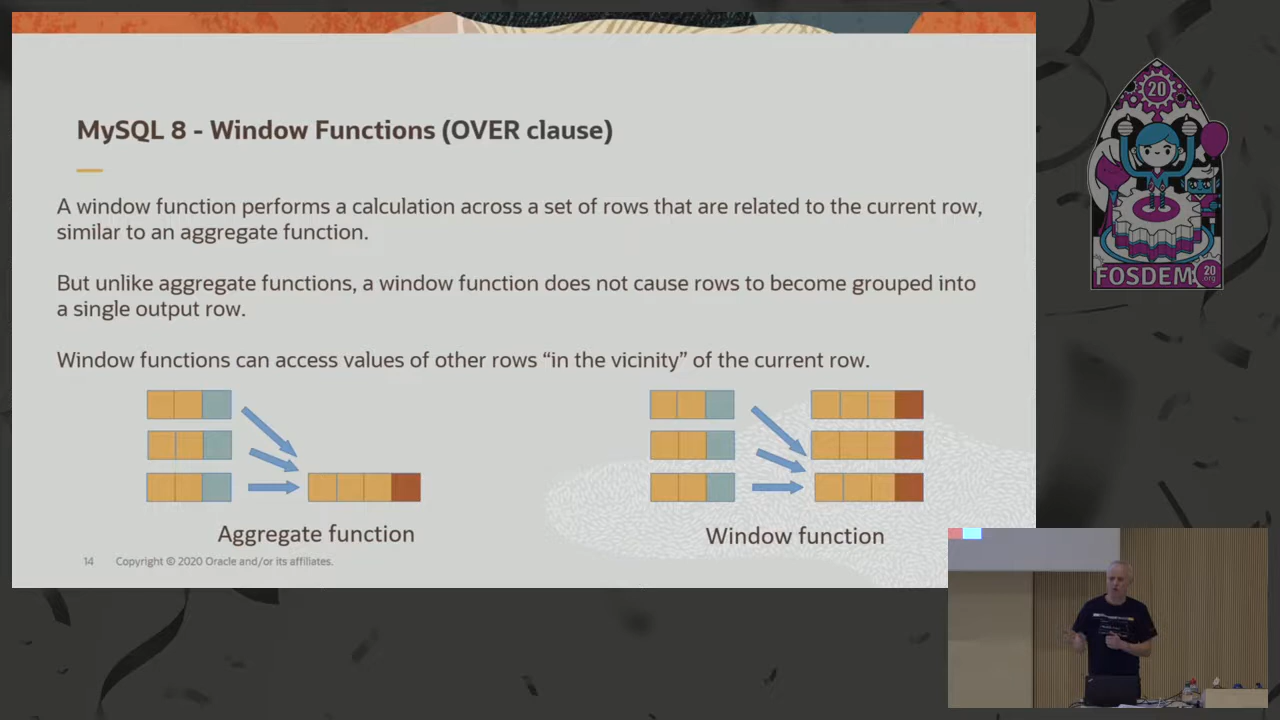 MySQL 8 - Window Functions (OVER clause)
A window function performs a calculation across a set of rows that are related to the current row,
similar to an aggregate function.
But unlike aggregate functions, a window function does not cause rows to become grouped into
a single output row.
Window functions can access values of other rows “in the vicinity” of the current row.
Aggregate function
Window function
14 Copyright © 2020 Oracle and/or its affiliates.
20
FOSDEM
20
.org